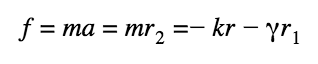 f = ma = mr₂ =− kr − γr₁